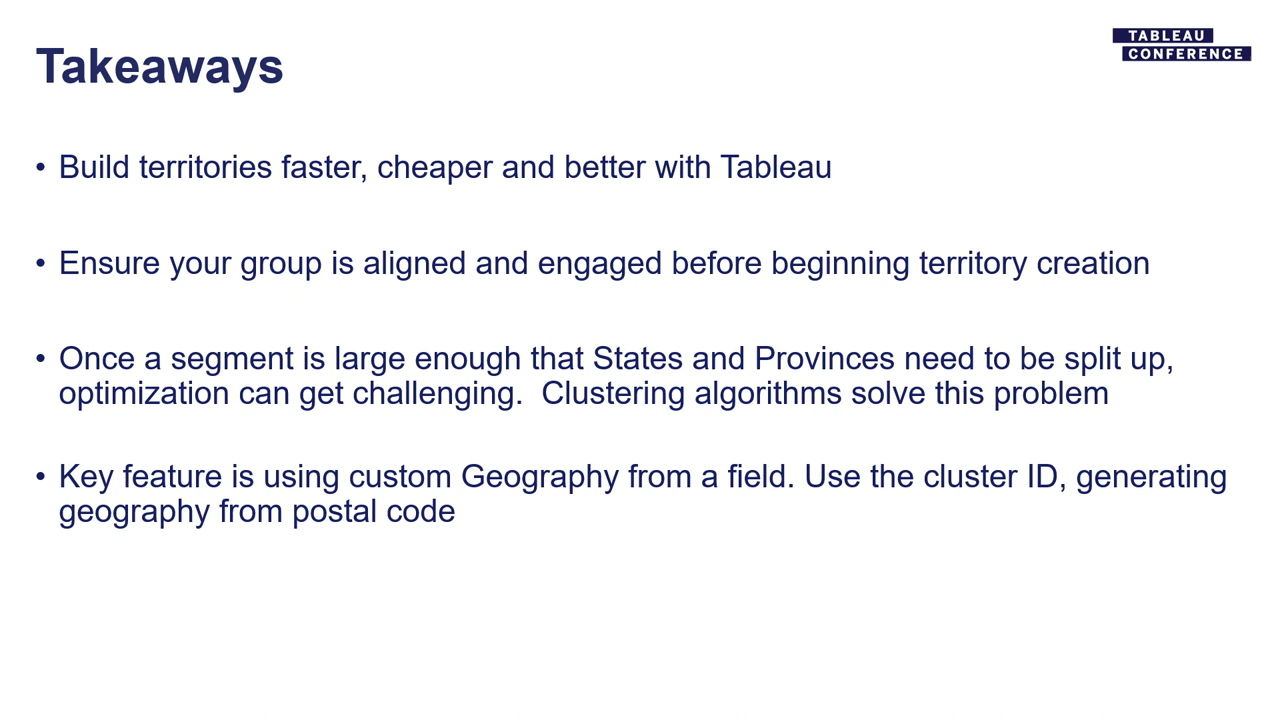 Takeaways
TABLEAU
CONFERENCE
• Build territories faster, cheaper and better with Tableau
• Ensure your group is aligned and engaged before beginning territory creation
• Once a segment is large enough that States and Provinces need to be split up,
optimization can get challenging.  Clustering algorithms solve this problem
• Key feature is using custom Geography from a field. Use the cluster ID, generating
geography from postal code